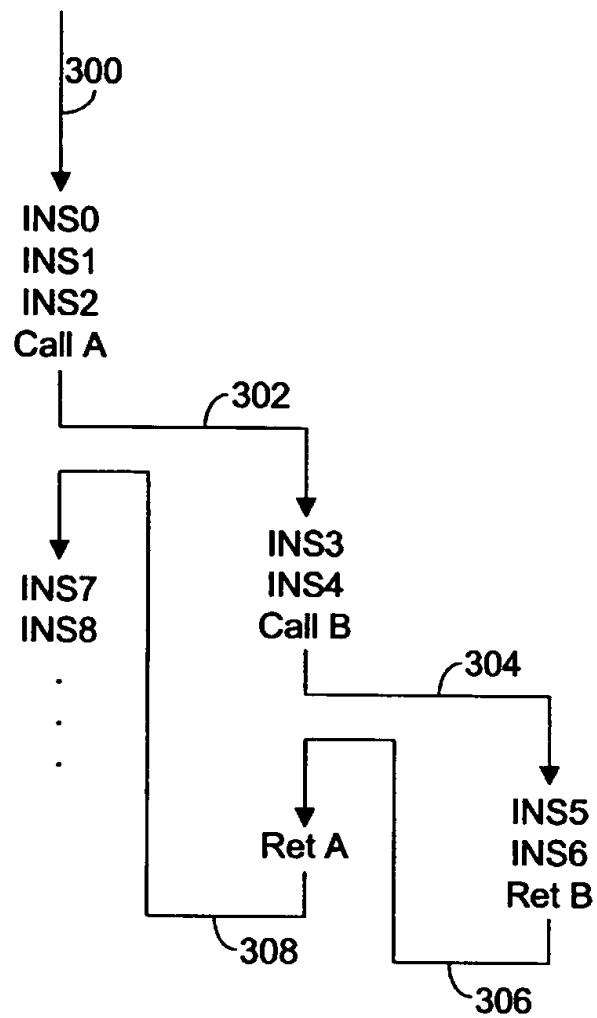 300
INS0
INS1
INS2
Call A
302
INS3
INS4
Call B
INS7
INS8
.
.
.
304
INS5
INS6
Ret B
Ret A
308
306